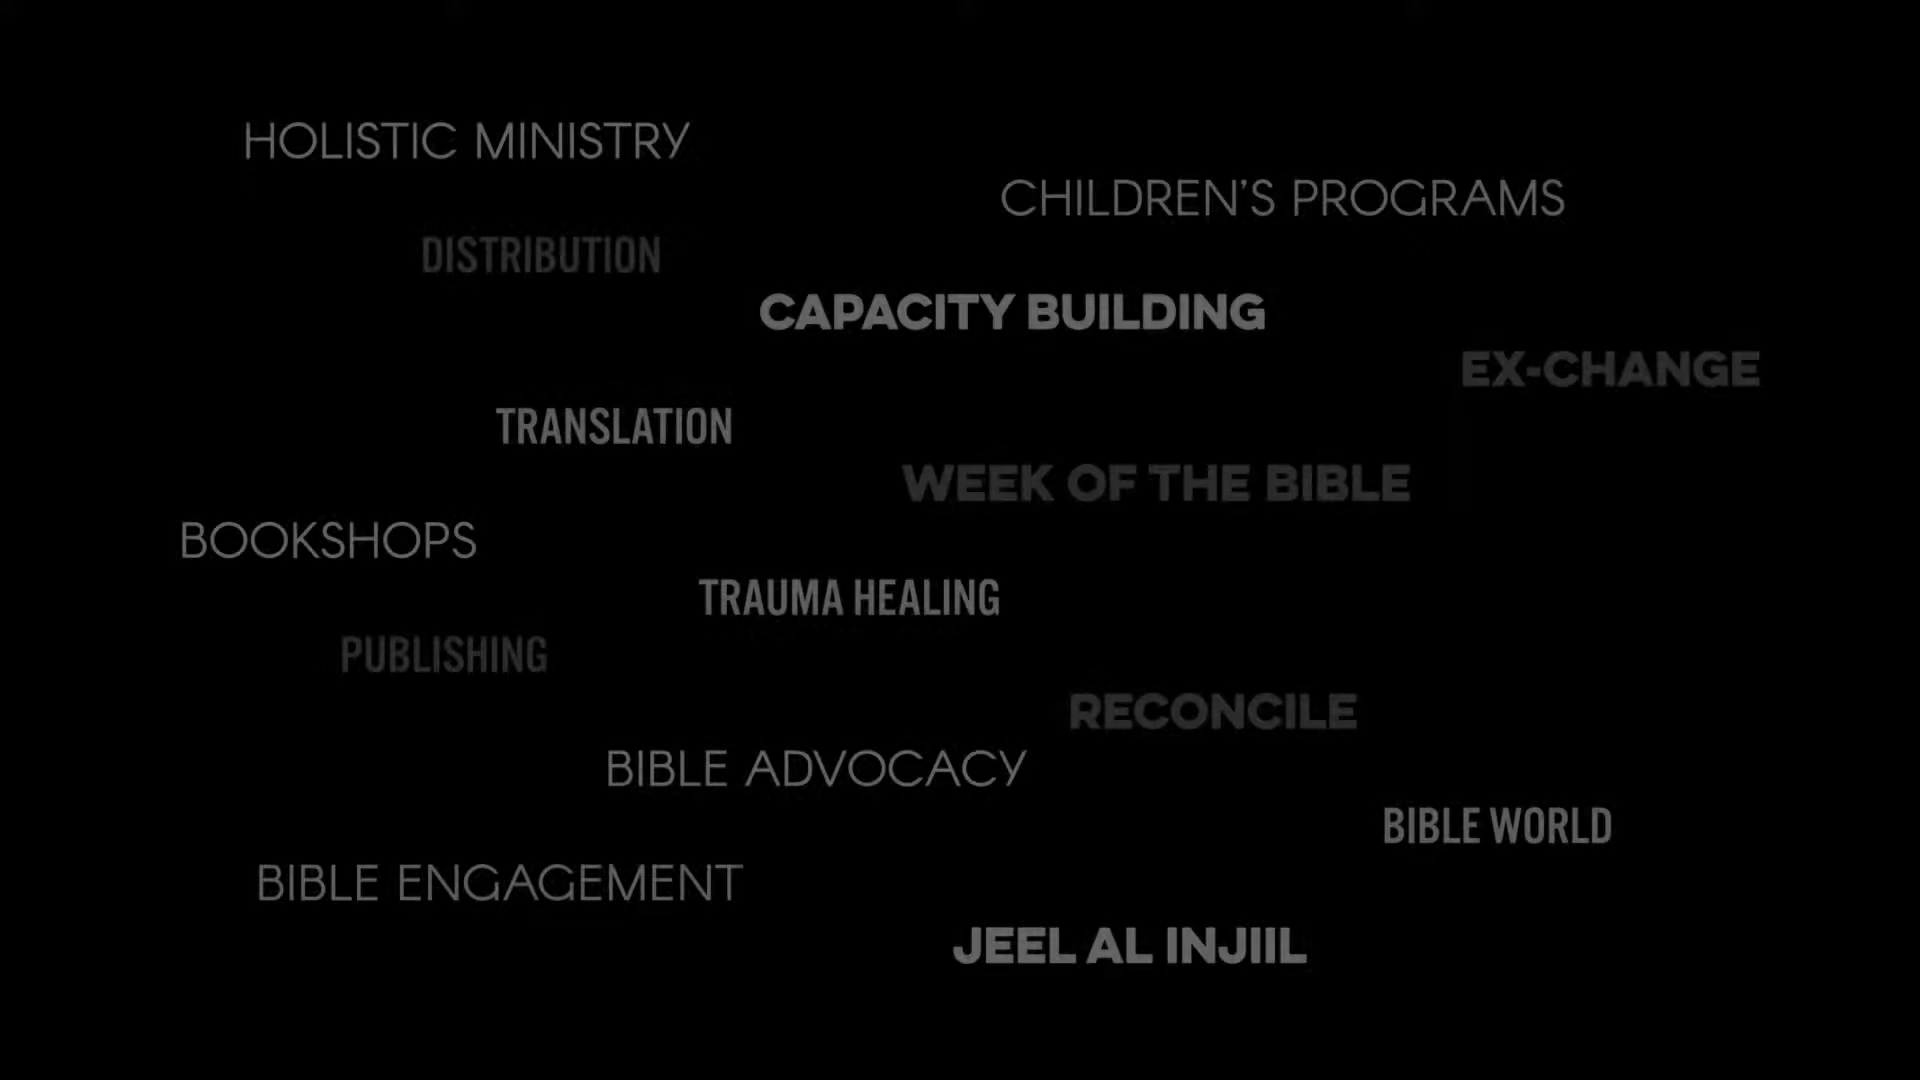 HOLISTIC MINISTRY
CHILDREN'S PROGRAMS
DISTRIBUTION
CAPACITY BUILDING
EX-CHANGE
TRANSLATION
WEEK OF THE BIBLE
BOOKSHOPS
TRAUMA HEALING
PUBLISHING
RECONCILE
BIBLE ADVOCACY
BIBLE WORLD
BIBLE ENGAGEMENT
JEEL AL INJIIL